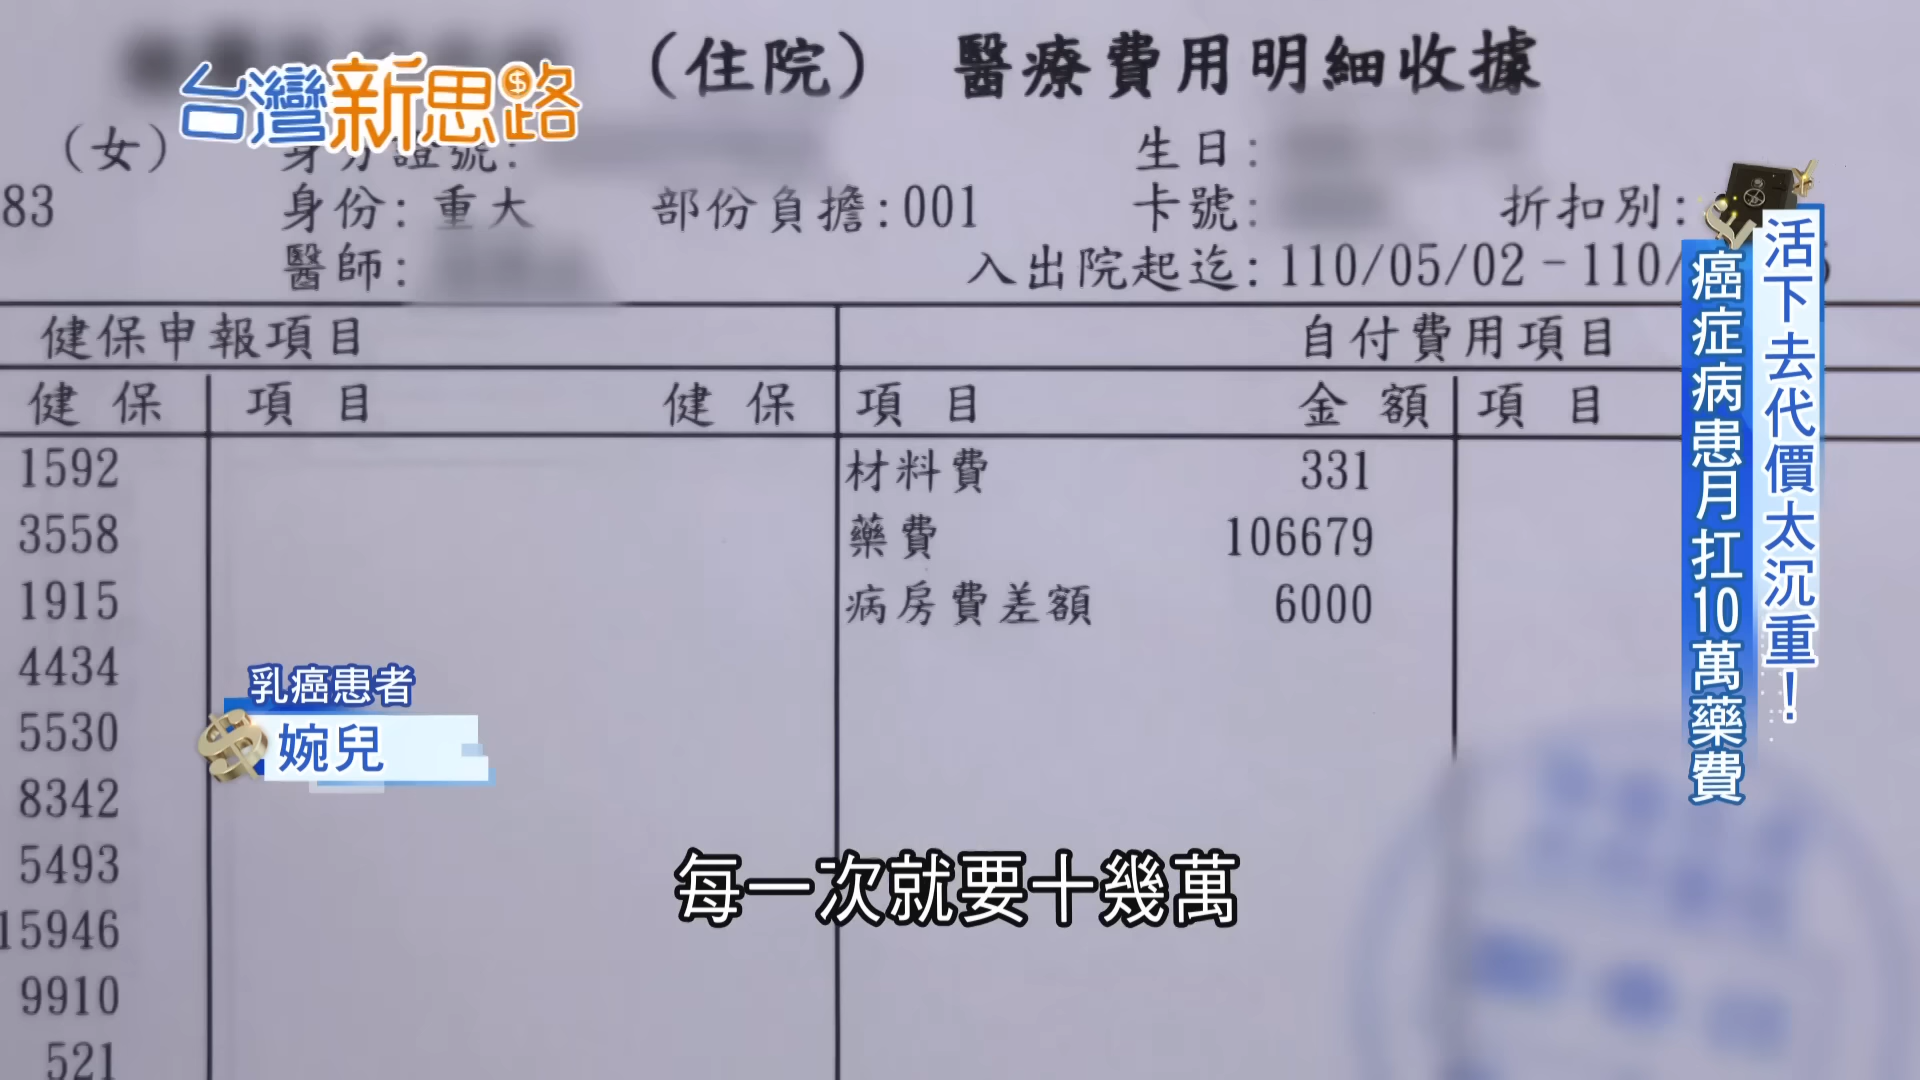 台灣新思路
(住院) 醫療費用明細收據
(女) 身分證號: 生日:
83 身份:重大 部份負擔:001 卡號: 折扣別:
醫師: 入出院起迄:110/05/02-110/
健保申報項目 自付費用項目
健保 項目 健保 項目 金額 項目
1592 材料費 331
3558 藥費 106679
1915 病房費差額 6000
4434
5530
8342
5493
15946
9910
521
活下去代價太沉重!
癌症病患月扛10萬藥費
乳癌患者
婉兒
每一次就要十幾萬